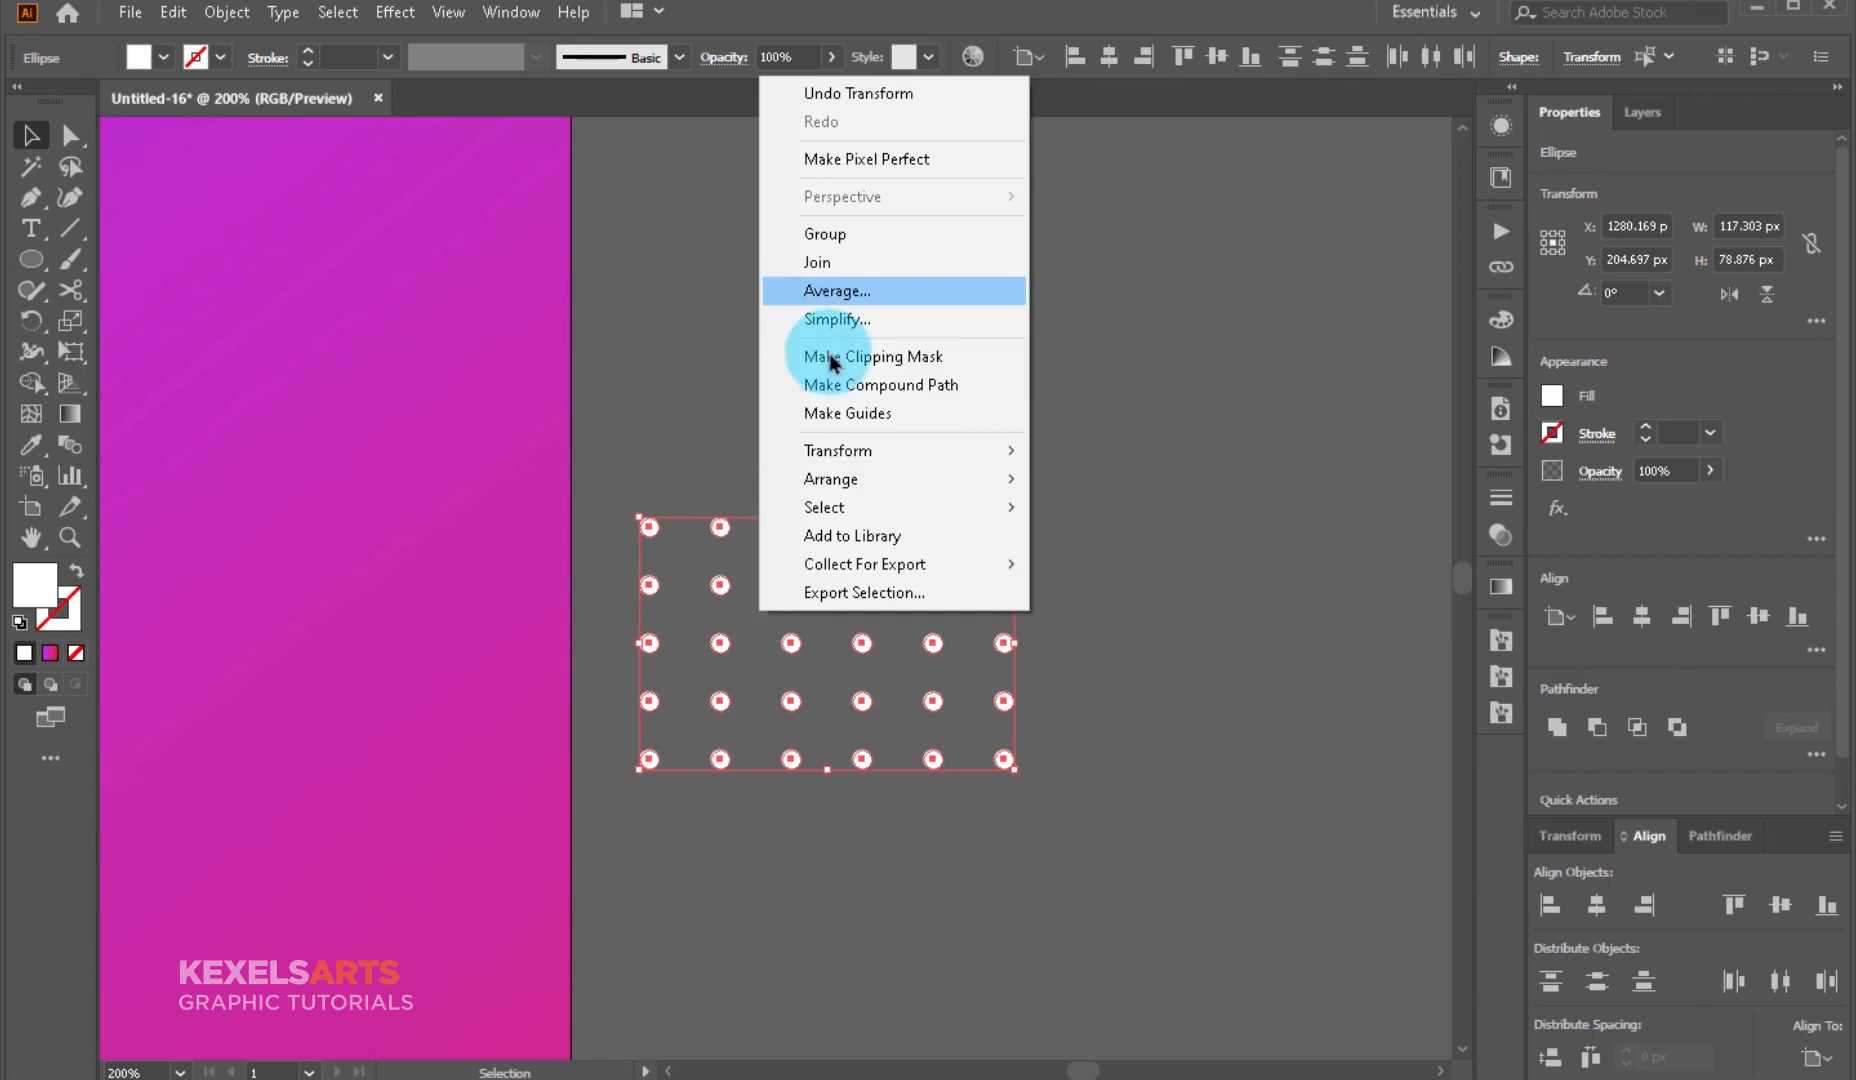 Ai File Edit Object Type Select Effect View Window Help Essentials Search Adobe Stock
Ellipse Stroke: Basic Opacity: 100% Style: Shape: Transform
Untitled-16* @ 200% (RGB/Preview) ×
Undo Transform
Redo
Make Pixel Perfect
Perspective
Group
Join
Average...
Simplify...
Make Clipping Mask
Make Compound Path
Make Guides
Transform
Arrange
Select
Add to Library
Collect For Export
Export Selection...
Properties Layers
Ellipse
Transform
X: 1280.169 p W: 117.303 px
Y: 204.697 px H: 78.876 px
0°
Appearance
Fill
Stroke
Opacity 100%
fx.
Align
Pathfinder
Expand
Quick Actions
Transform Align Pathfinder
Align Objects:
Distribute Objects:
Distribute Spacing: Align To:
0 px
KEXELSARTS
GRAPHIC TUTORIALS
200% 1 Selection